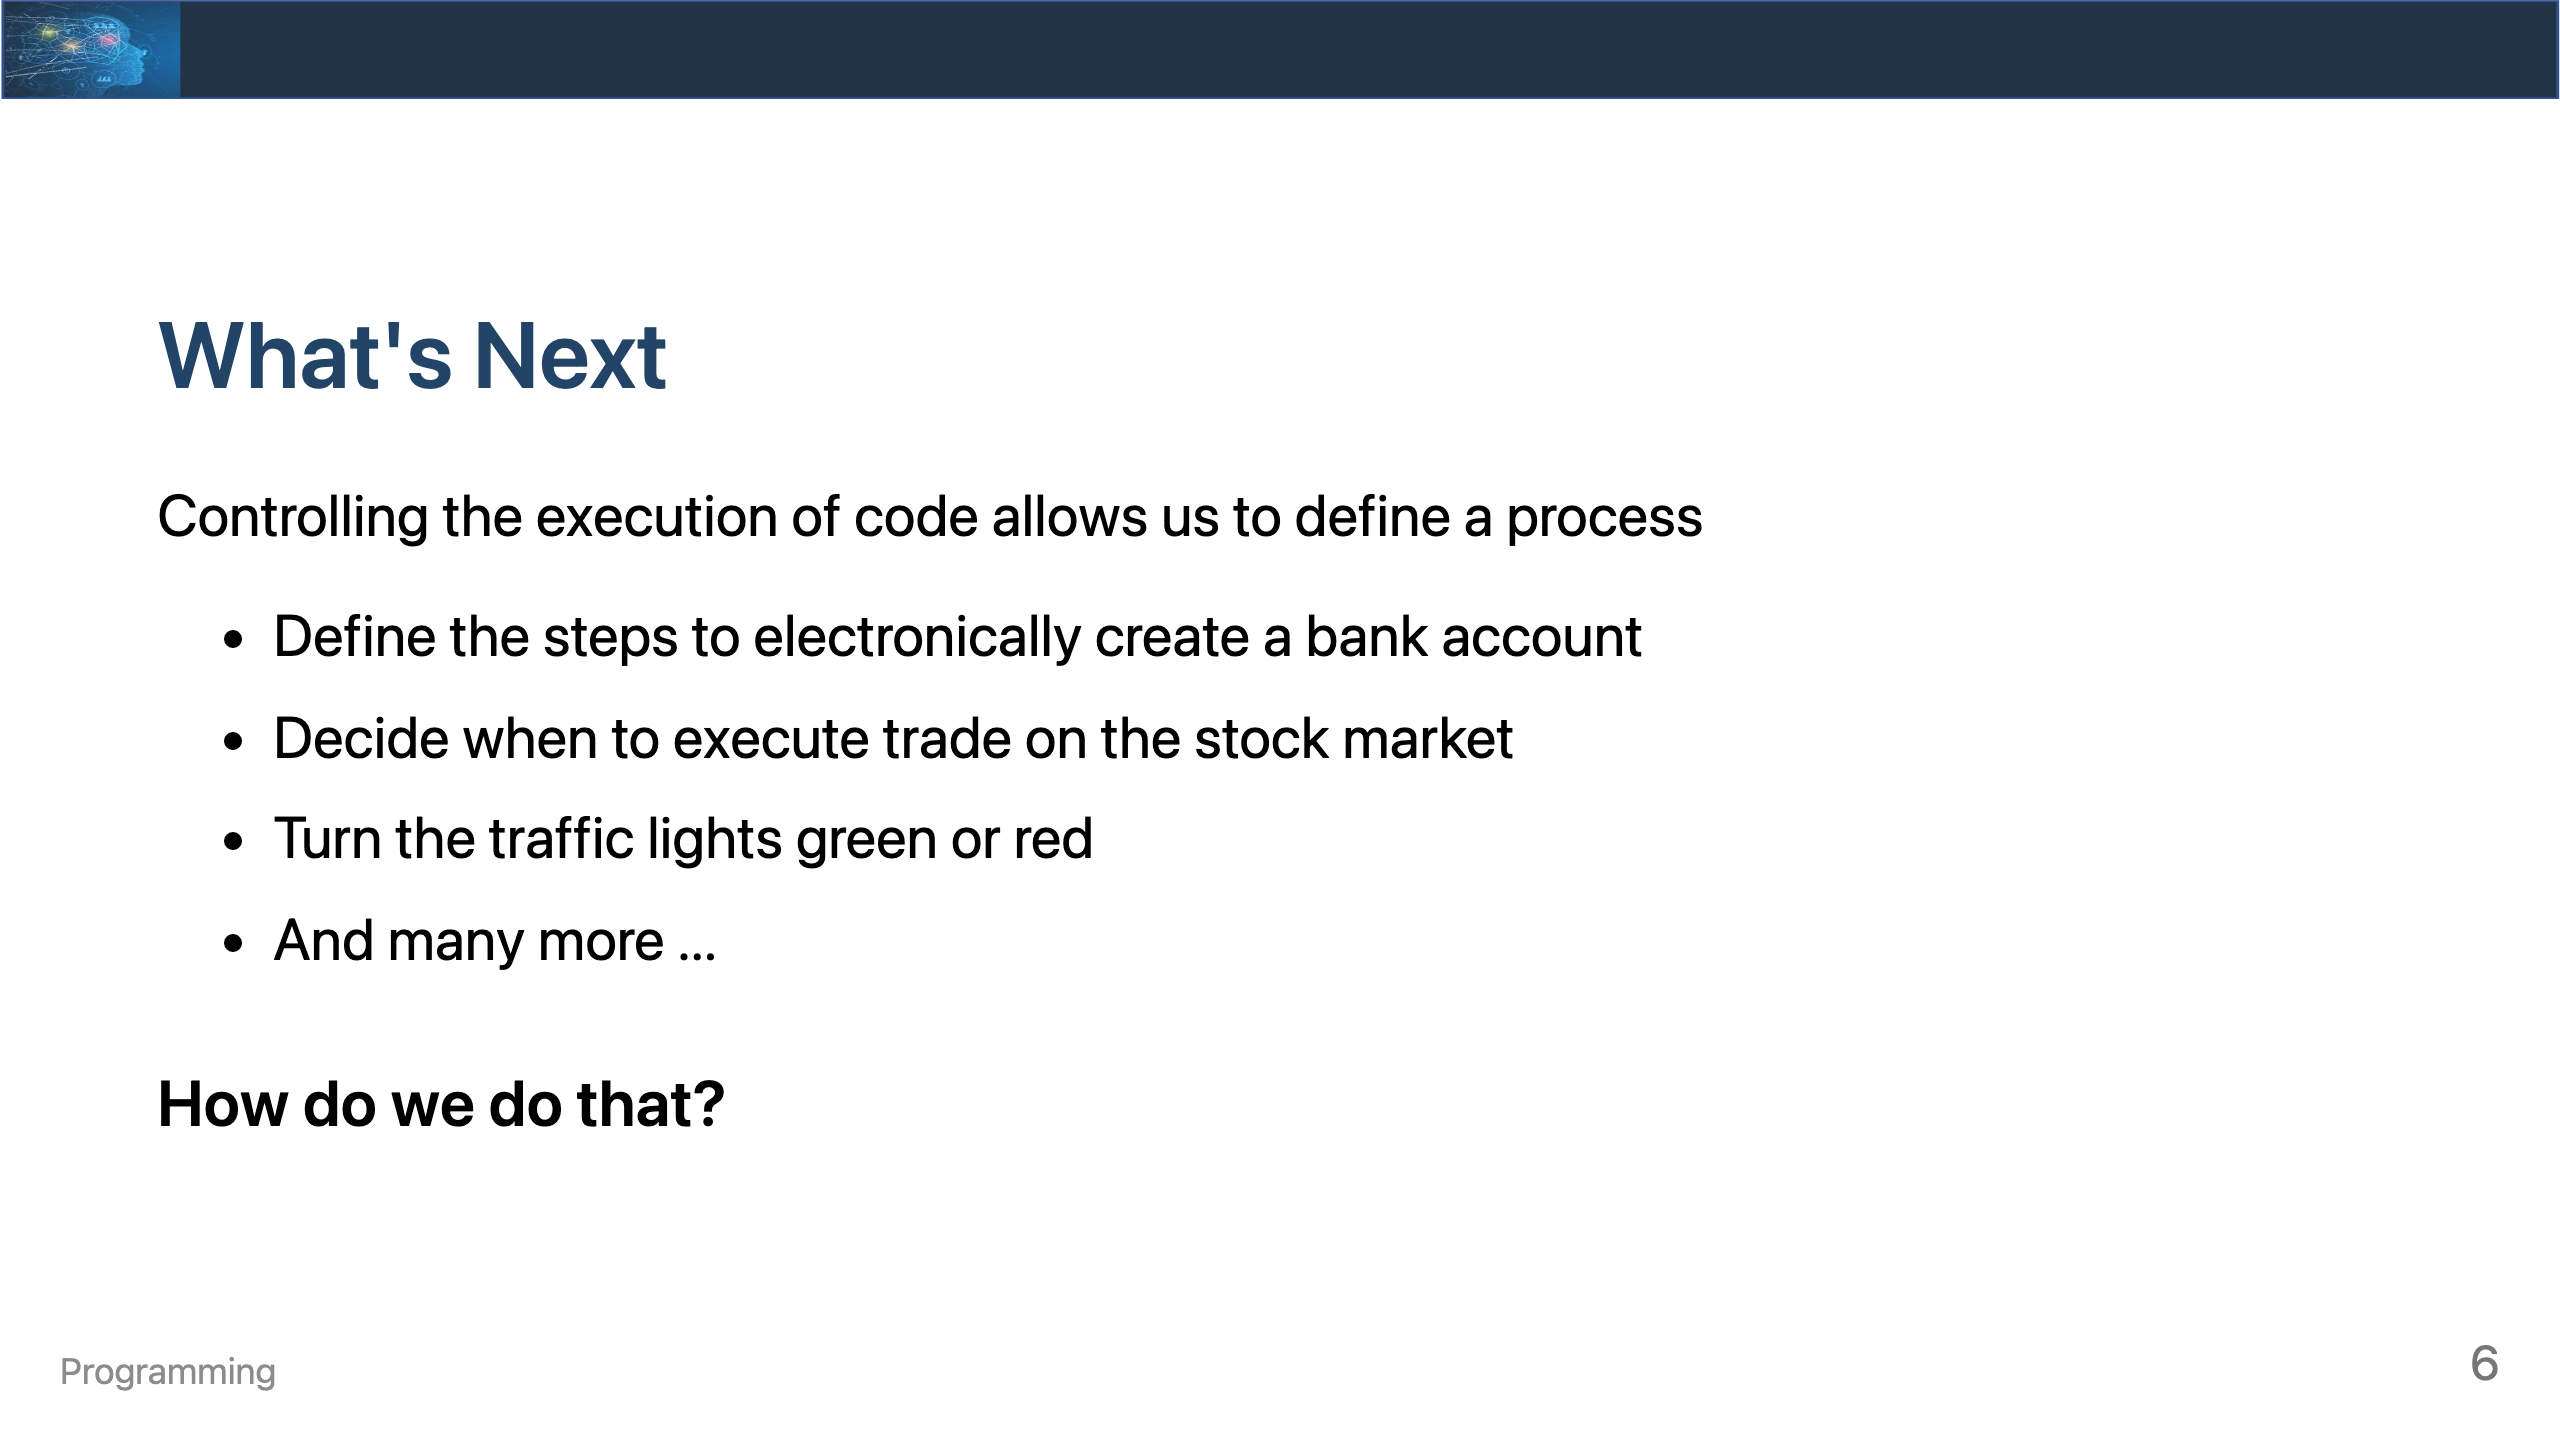 What's Next
Controlling the execution of code allows us to define a process
• Define the steps to electronically create a bank account
• Decide when to execute trade on the stock market
• Turn the traffic lights green or red
• And many more ...
How do we do that?
Programming
6